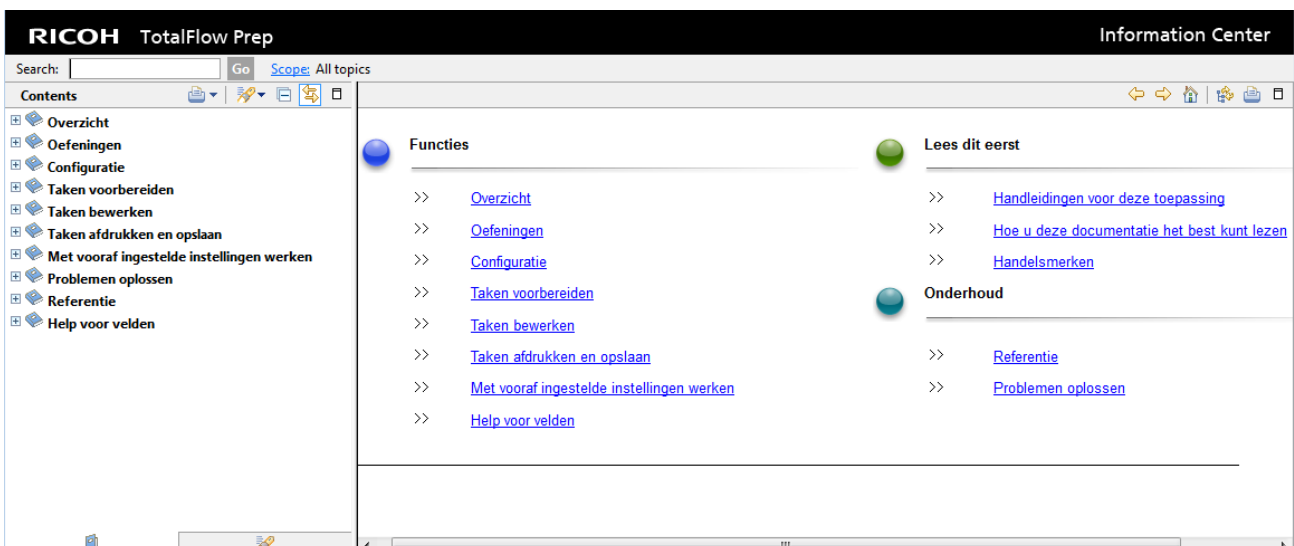 RICOH TotalFlow Prep Information Center
Search: Go Scope: All topics
Contents
Overzicht
Oefeningen
Configuratie
Taken voorbereiden
Taken bewerken
Taken afdrukken en opslaan
Met vooraf ingestelde instellingen werken
Problemen oplossen
Referentie
Help voor velden
Functies
>> Overzicht
>> Oefeningen
>> Configuratie
>> Taken voorbereiden
>> Taken bewerken
>> Taken afdrukken en opslaan
>> Met vooraf ingestelde instellingen werken
>> Help voor velden
Lees dit eerst
>> Handleidingen voor deze toepassing
>> Hoe u deze documentatie het best kunt lezen
>> Handelsmerken
Onderhoud
>> Referentie
>> Problemen oplossen